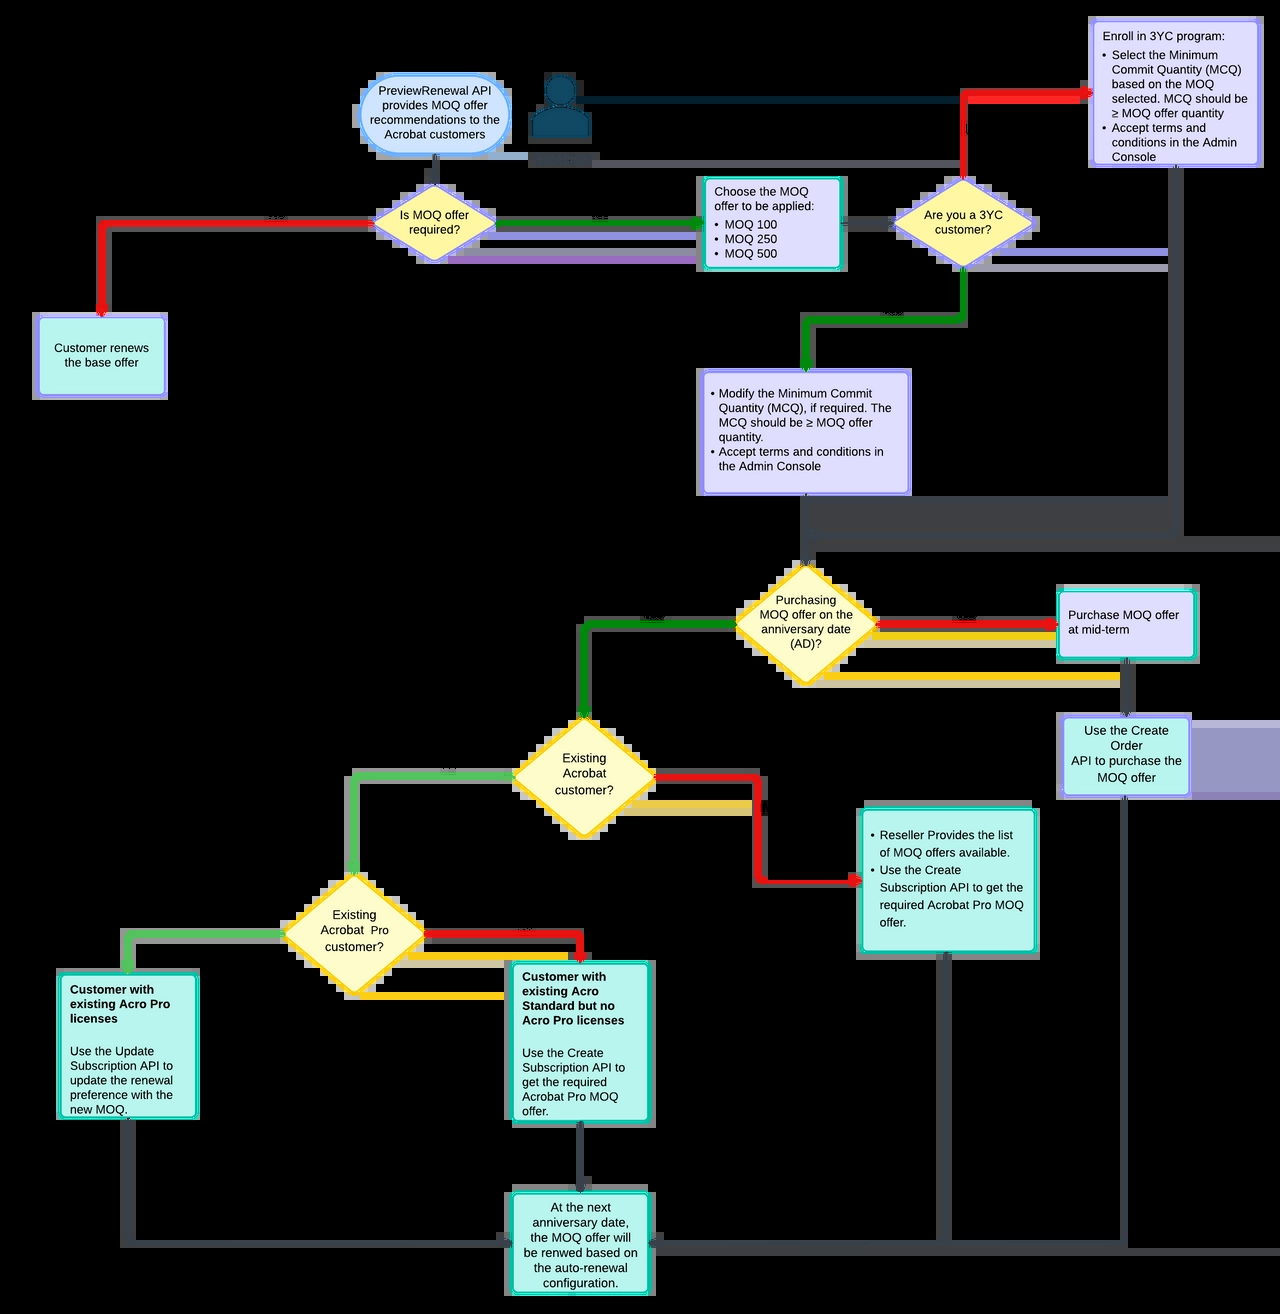 PreviewRenewal API
provides MOQ offer
recommendations to the
Acrobat customers
Enroll in 3YC program:
• Select the Minimum
Commit Quantity (MCQ)
based on the MOQ
selected. MCQ should be
≥ MOQ offer quantity
• Accept terms and
conditions in the Admin
Console
Is MOQ offer
required?
Choose the MOQ
offer to be applied:
• MOQ 100
• MOQ 250
• MOQ 500
Are you a 3YC
customer?
Customer renews
the base offer
• Modify the Minimum Commit
Quantity (MCQ), if required. The
MCQ should be ≥ MOQ offer
quantity.
• Accept terms and conditions in
the Admin Console
Purchasing
MOQ offer on the
anniversary date
(AD)?
Purchase MOQ offer
at mid-term
Use the Create
Order
API to purchase the
MOQ offer
Existing
Acrobat
customer?
• Reseller Provides the list
of MOQ offers available.
• Use the Create
Subscription API to get the
required Acrobat Pro MOQ
offer.
Existing
Acrobat Pro
customer?
Customer with
existing Acro Pro
licenses
Use the Update
Subscription API to
update the renewal
preference with the
new MOQ.
Customer with
existing Acro
Standard but no
Acro Pro licenses
Use the Create
Subscription API to
get the required
Acrobat Pro MOQ
offer.
At the next
anniversary date,
the MOQ offer will
be renwed based on
the auto-renewal
configuration.